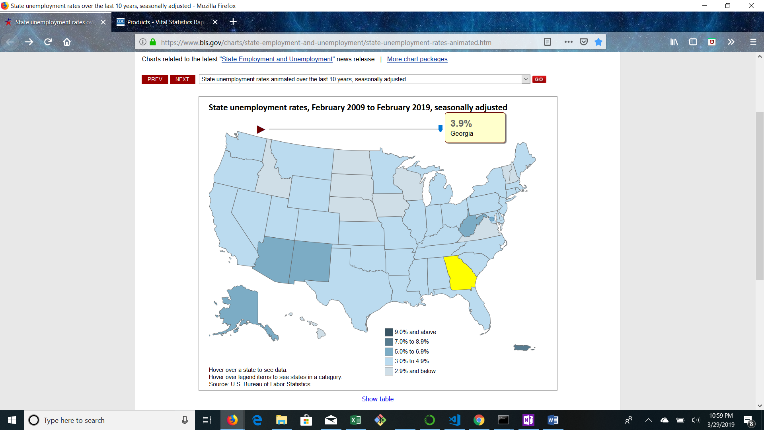 State unemployment rates over the last 10 years, seasonally adjusted - Mozilla Firefox
State unemployment rates ov
Products - Vital Statistics Rap
https://www.bls.gov/charts/state-employment-and-unemployment/state-unemployment-rates-animated.htm
Charts related to the latest "State Employment and Unemployment" news release | More chart packages
PREV NEXT State unemployment rates animated over the last 10 years, seasonally adjusted GO
State unemployment rates, February 2009 to February 2019, seasonally adjusted
3.9%
Georgia
9.0% and above
7.0% to 8.9%
5.0% to 6.9%
3.0% to 4.9%
2.9% and below
Hover over a state to see data.
Hover over legend items to see states in a category
Source: U.S. Bureau of Labor Statistics
Show table
Type here to search
10:59 PM
3/29/2019